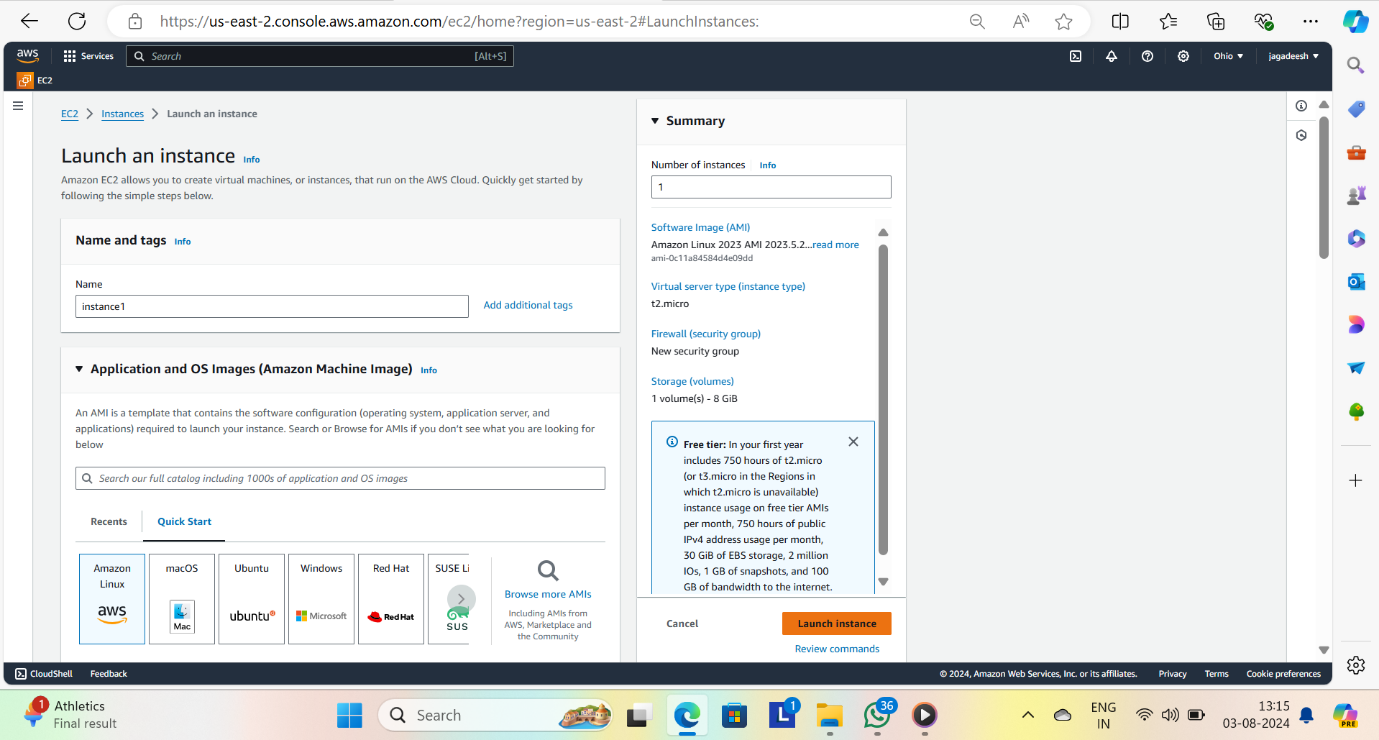 https://us-east-2.console.aws.amazon.com/ec2/home?region=us-east-2#LaunchInstances:
aws
Services
Search
[Alt+S]
Ohio ▼
jagadeesh ▼
EC2
EC2 > Instances > Launch an instance
Launch an instance Info
Amazon EC2 allows you to create virtual machines, or instances, that run on the AWS Cloud. Quickly get started by
following the simple steps below.
Name and tags Info
Name
instance1
Add additional tags
▼ Application and OS Images (Amazon Machine Image) Info
An AMI is a template that contains the software configuration (operating system, application server, and
applications) required to launch your instance. Search or Browse for AMIs if you don't see what you are looking for
below
Search our full catalog including 1000s of application and OS images
Recents
Quick Start
Amazon
Linux
aws
macOS
Mac
Ubuntu
ubuntu®
Windows
Microsoft
Red Hat
Red Hat
SUSE Li
SUS
Browse more AMIs
Including AMIs from
AWS, Marketplace and
the Community
▼ Summary
Number of instances Info
1
Software Image (AMI)
Amazon Linux 2023 AMI 2023.5.2...read more
ami-0c11a84584d4e09dd
Virtual server type (instance type)
t2.micro
Firewall (security group)
New security group
Storage (volumes)
1 volume(s) - 8 GiB
Free tier: In your first year
includes 750 hours of t2.micro
(or t3.micro in the Regions in
which t2.micro is unavailable)
instance usage on free tier AMIs
per month, 750 hours of public
IPv4 address usage per month,
30 GiB of EBS storage, 2 million
IOs, 1 GB of snapshots, and 100
GB of bandwidth to the internet.
Cancel
Launch instance
Review commands
CloudShell
Feedback
© 2024, Amazon Web Services, Inc. or its affiliates.
Privacy
Terms
Cookie preferences
1
Athletics
Final result
Search
L
1
36
ENG
IN
13:15
03-08-2024
PRE